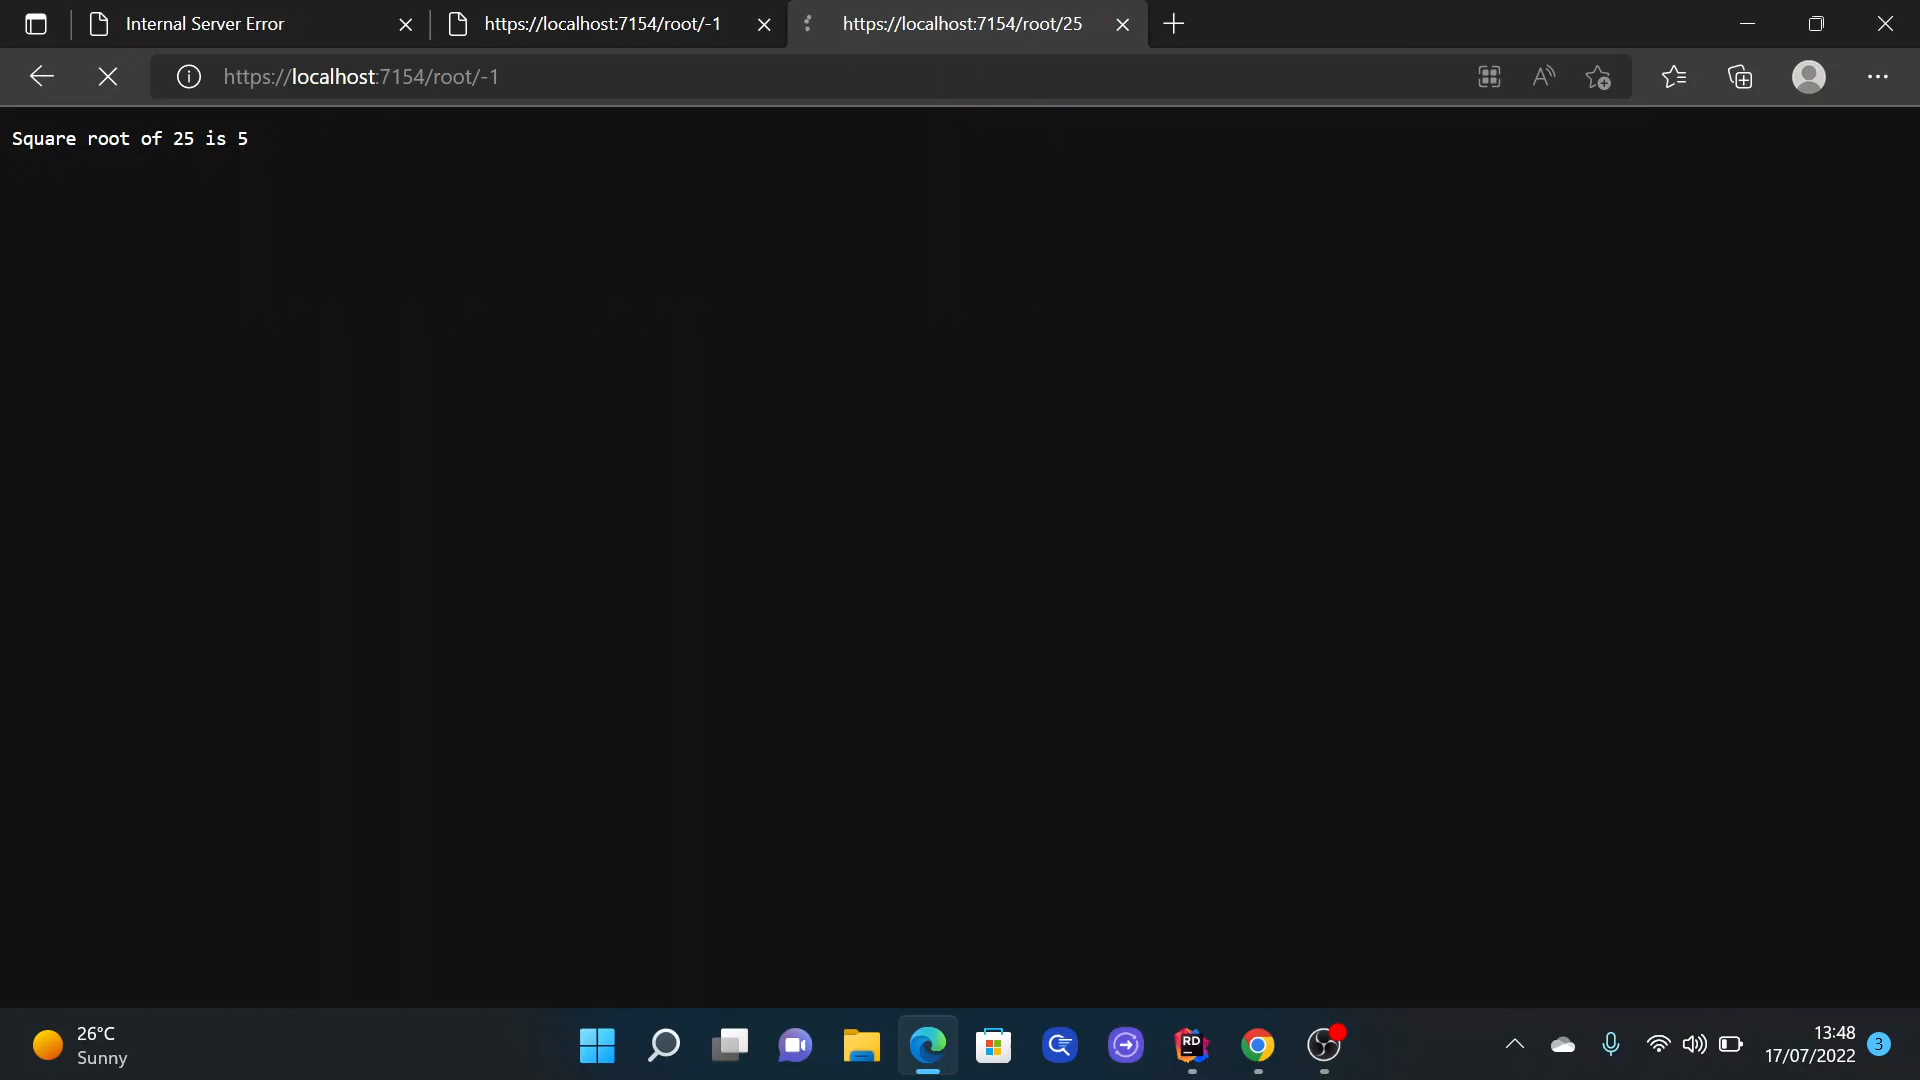 Internal Server Error
https://localhost:7154/root/-1
https://localhost:7154/root/25
https://localhost:7154/root/-1
Square root of 25 is 5
26°C
Sunny
RD
13:48
17/07/2022
3